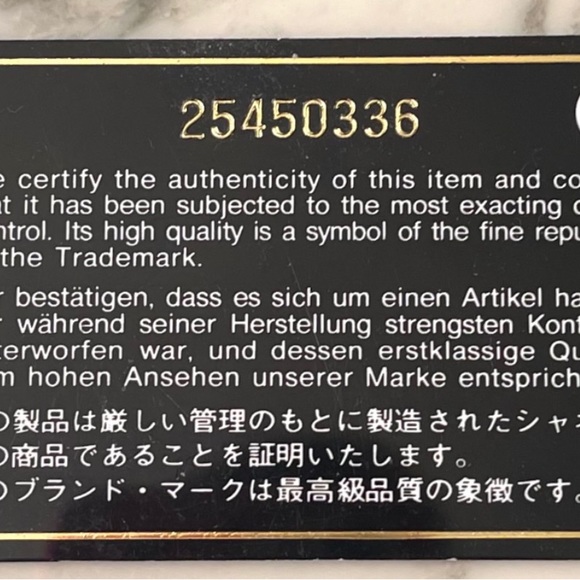 25450336
certify the authenticity of this item and
it has been subjected to the most exacting
Its high quality is a symbol of the fine
the Trademark.
bestätigen, dass es sich um einen Artikel
während seiner Herstellung strengsten
war, und dessen erstklassige
hohen Ansehen unserer Marke
製品は厳しい管理のもとに製造された
商品であることを証明いたします。
ブランド・マークは最高級品質の象徴です。